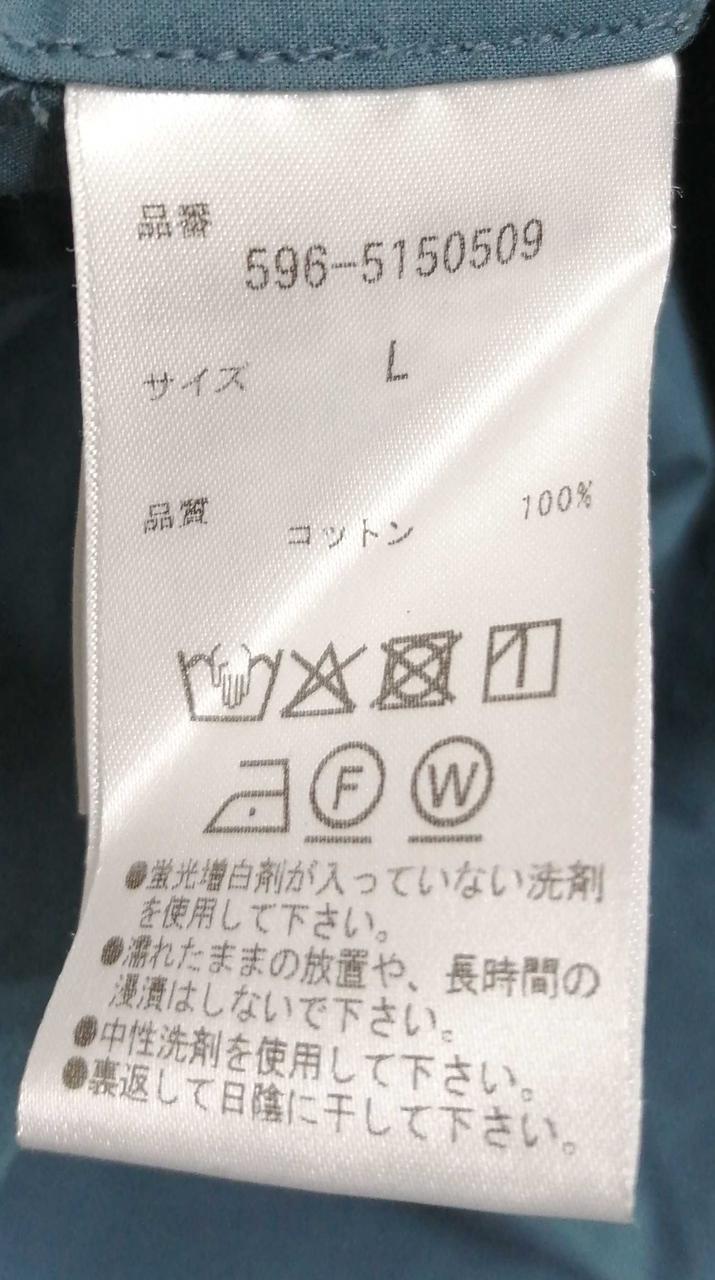 品番
596-5150509
サイズ L
品質 コットン 100%
F W
●蛍光増白剤が入っていない洗剤
を使用して下さい。
●濡れたままの放置や、長時間の
浸漬はしないで下さい。
●中性洗剤を使用して下さい。
●裏返して日陰に干して下さい。